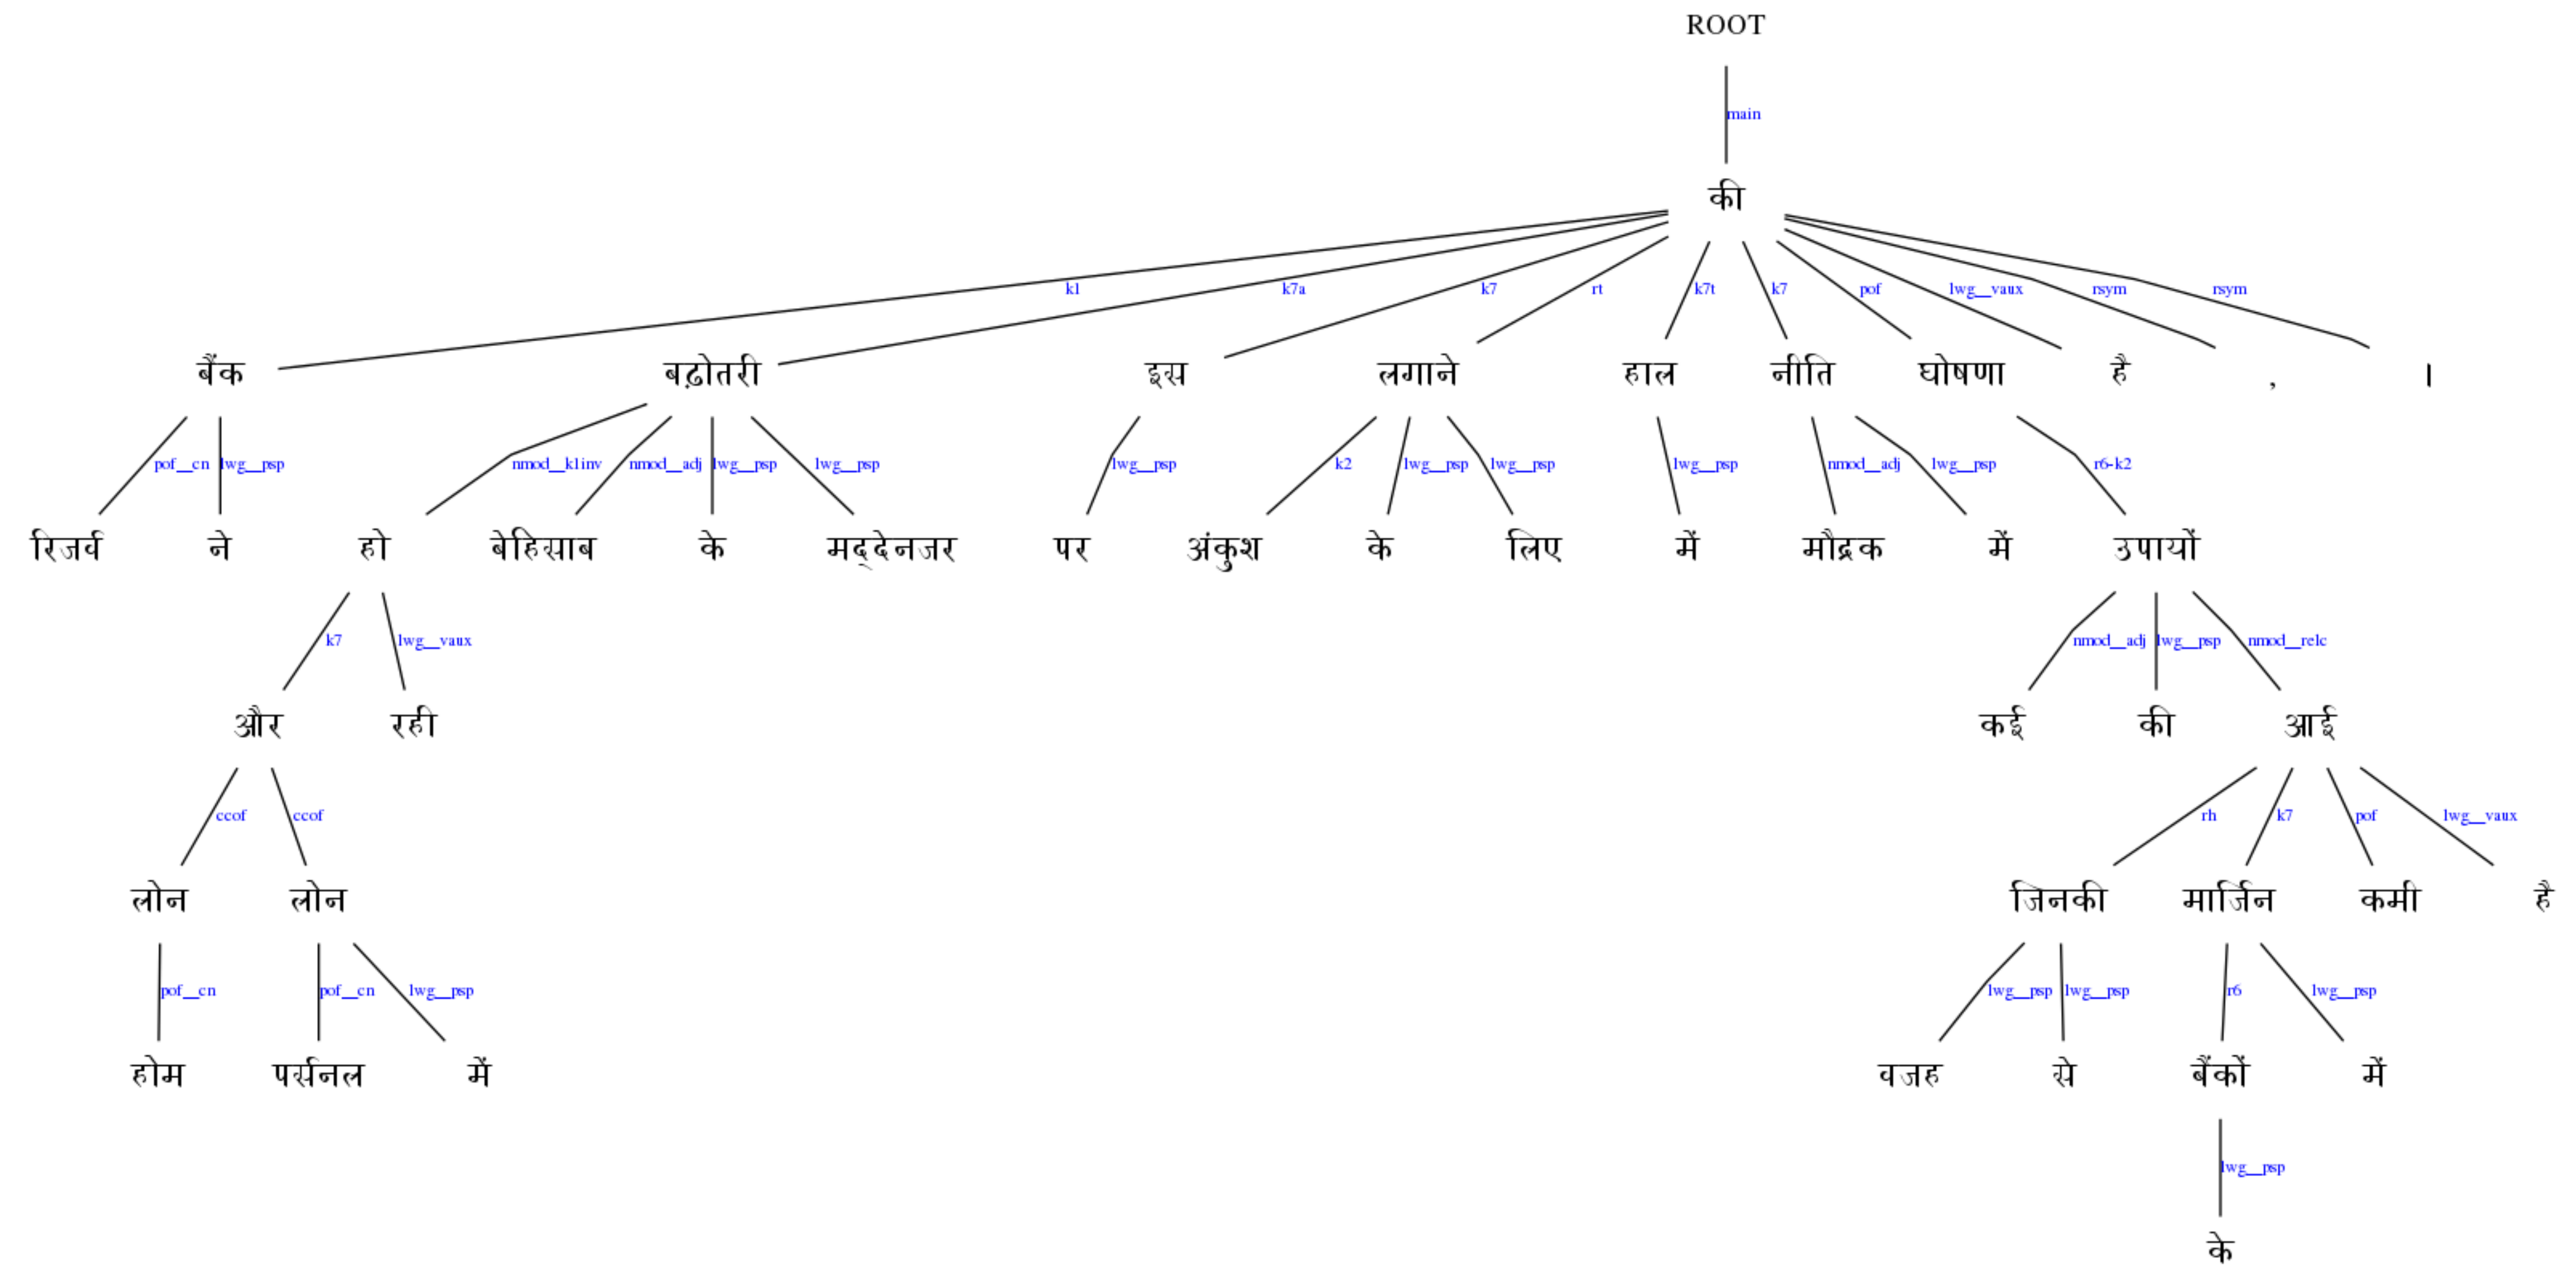 ROOT
main
की
k1 k7a k7 rt k7t k7 pof lwg__vaux rsym rsym
बैंक बढ़ोतरी इस लगाने हाल नीति घोषणा है , ।
pof__cn lwg__psp nmod__k1inv nmod__adj lwg__psp lwg__psp lwg__psp k2 lwg__psp lwg__psp lwg__psp nmod__adj lwg__psp r6-k2
रिजर्व ने हो बेहिसाब के मद्देनजर पर अंकुश के लिए में मौद्रक में उपायों
k7 lwg__vaux nmod__adj lwg__psp nmod__relc
और रही कई की आई
ccof ccof rh k7 pof lwg__vaux
लोन लोन जिनकी मार्जिन कमी है
pof__cn pof__cn lwg__psp lwg__psp lwg__psp r6 lwg__psp
होम पर्सनल में वजह से बैंकों में
lwg__psp
के